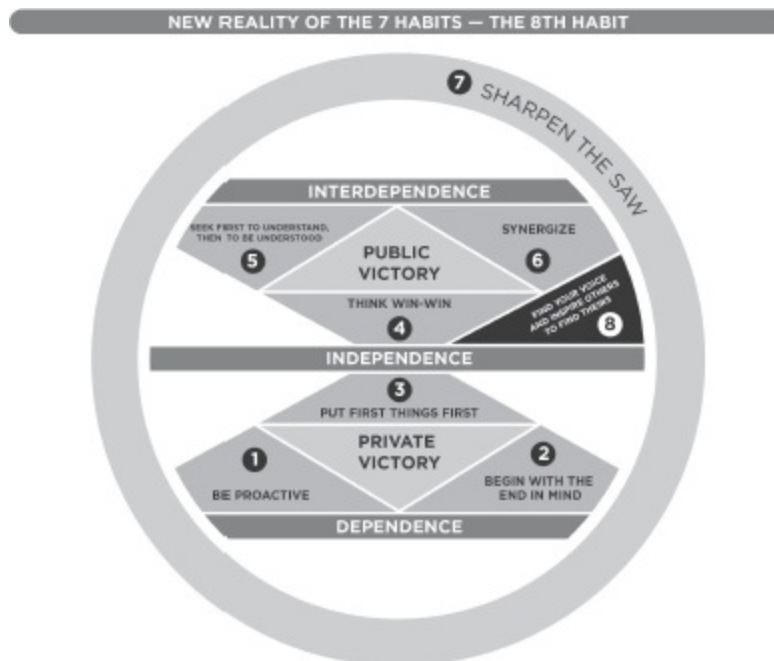 NEW REALITY OF THE 7 HABITS — THE 8TH HABIT
7 SHARPEN THE SAW
INTERDEPENDENCE
SEEK FIRST TO UNDERSTAND,
THEN TO BE UNDERSTOOD
5
PUBLIC
VICTORY
SYNERGIZE
6
THINK WIN-WIN
4
FIND YOUR VOICE
AND INSPIRE OTHERS
TO FIND THEIRS
8
INDEPENDENCE
3
PUT FIRST THINGS FIRST
1
BE PROACTIVE
PRIVATE
VICTORY
2
BEGIN WITH THE
END IN MIND
DEPENDENCE